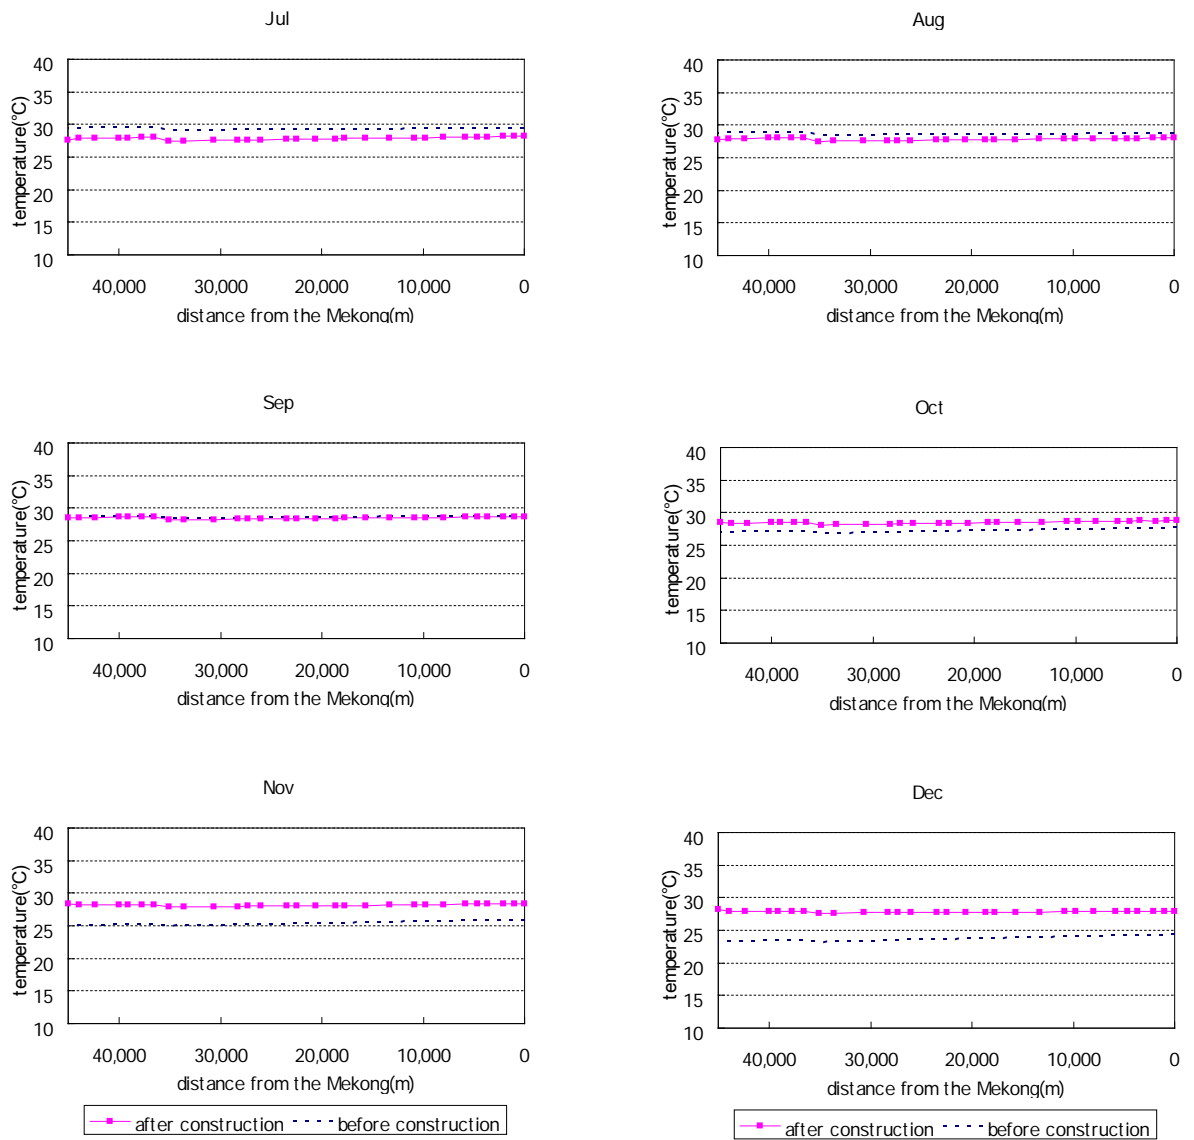 Jul
temperature(°C)
40
35
30
25
20
15
10
40,000 30,000 20,000 10,000 0
distance from the Mekong(m)
Aug
temperature(°C)
40
35
30
25
20
15
10
40,000 30,000 20,000 10,000 0
distance from the Mekong(m)
Sep
temperature(°C)
40
35
30
25
20
15
10
40,000 30,000 20,000 10,000 0
distance from the Mekong(m)
Oct
temperature(°C)
40
35
30
25
20
15
10
40,000 30,000 20,000 10,000 0
distance from the Mekong(m)
Nov
temperature(°C)
40
35
30
25
20
15
10
40,000 30,000 20,000 10,000 0
distance from the Mekong(m)
after construction before construction
Dec
temperature(°C)
40
35
30
25
20
15
10
40,000 30,000 20,000 10,000 0
distance from the Mekong(m)
after construction before construction